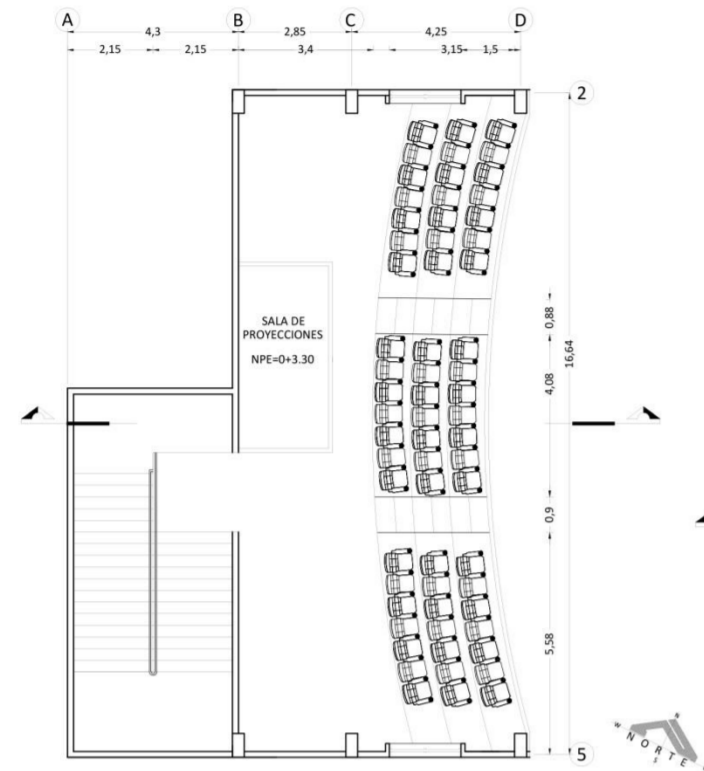 A B C D
4,3 2,85 4,25
2,15 2,15 3,4 3,15 1,5
2
SALA DE
PROYECCIONES
NPE=0+3.30
0,88
16,64
4,08
0,9
5,58
5
N
W
NORTE
S